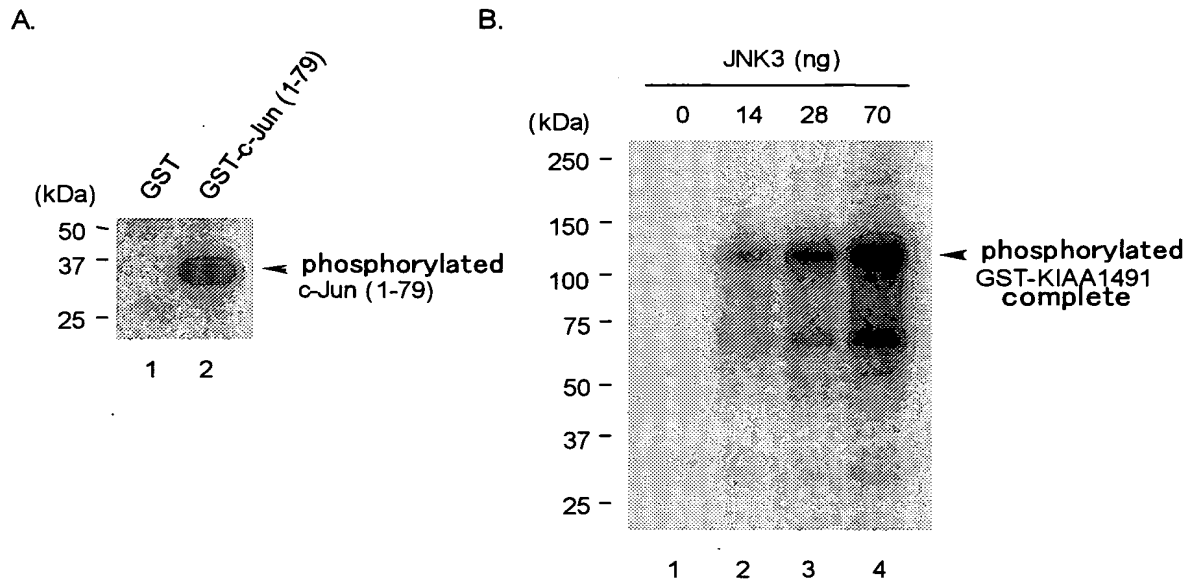 A.
GST
GST-c-Jun (1-79)
(kDa)
50
37
25
phosphorylated
c-Jun (1-79)
1 2
B.
JNK3 (ng)
0 14 28 70
(kDa)
250
150
100
75
50
37
25
phosphorylated
GST-KIAA1491
complete
1 2 3 4